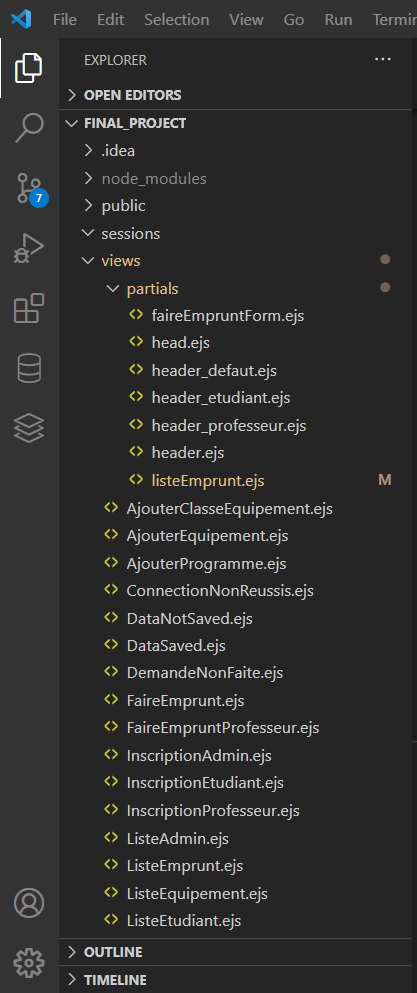 File Edit Selection View Go Run Termin
EXPLORER
OPEN EDITORS
FINAL_PROJECT
.idea
node_modules
public
7
sessions
views
partials
faireEmpruntForm.ejs
head.ejs
header_defaut.ejs
header_etudiant.ejs
header_professeur.ejs
header.ejs
listeEmprunt.ejs M
AjouterClasseEquipement.ejs
AjouterEquipement.ejs
AjouterProgramme.ejs
ConnectionNonReussis.ejs
DataNotSaved.ejs
DataSaved.ejs
DemandeNonFaite.ejs
FaireEmprunt.ejs
FaireEmpruntProfesseur.ejs
InscriptionAdmin.ejs
InscriptionEtudiant.ejs
InscriptionProfesseur.ejs
ListeAdmin.ejs
ListeEmprunt.ejs
ListeEquipement.ejs
ListeEtudiant.ejs
OUTLINE
TIMELINE